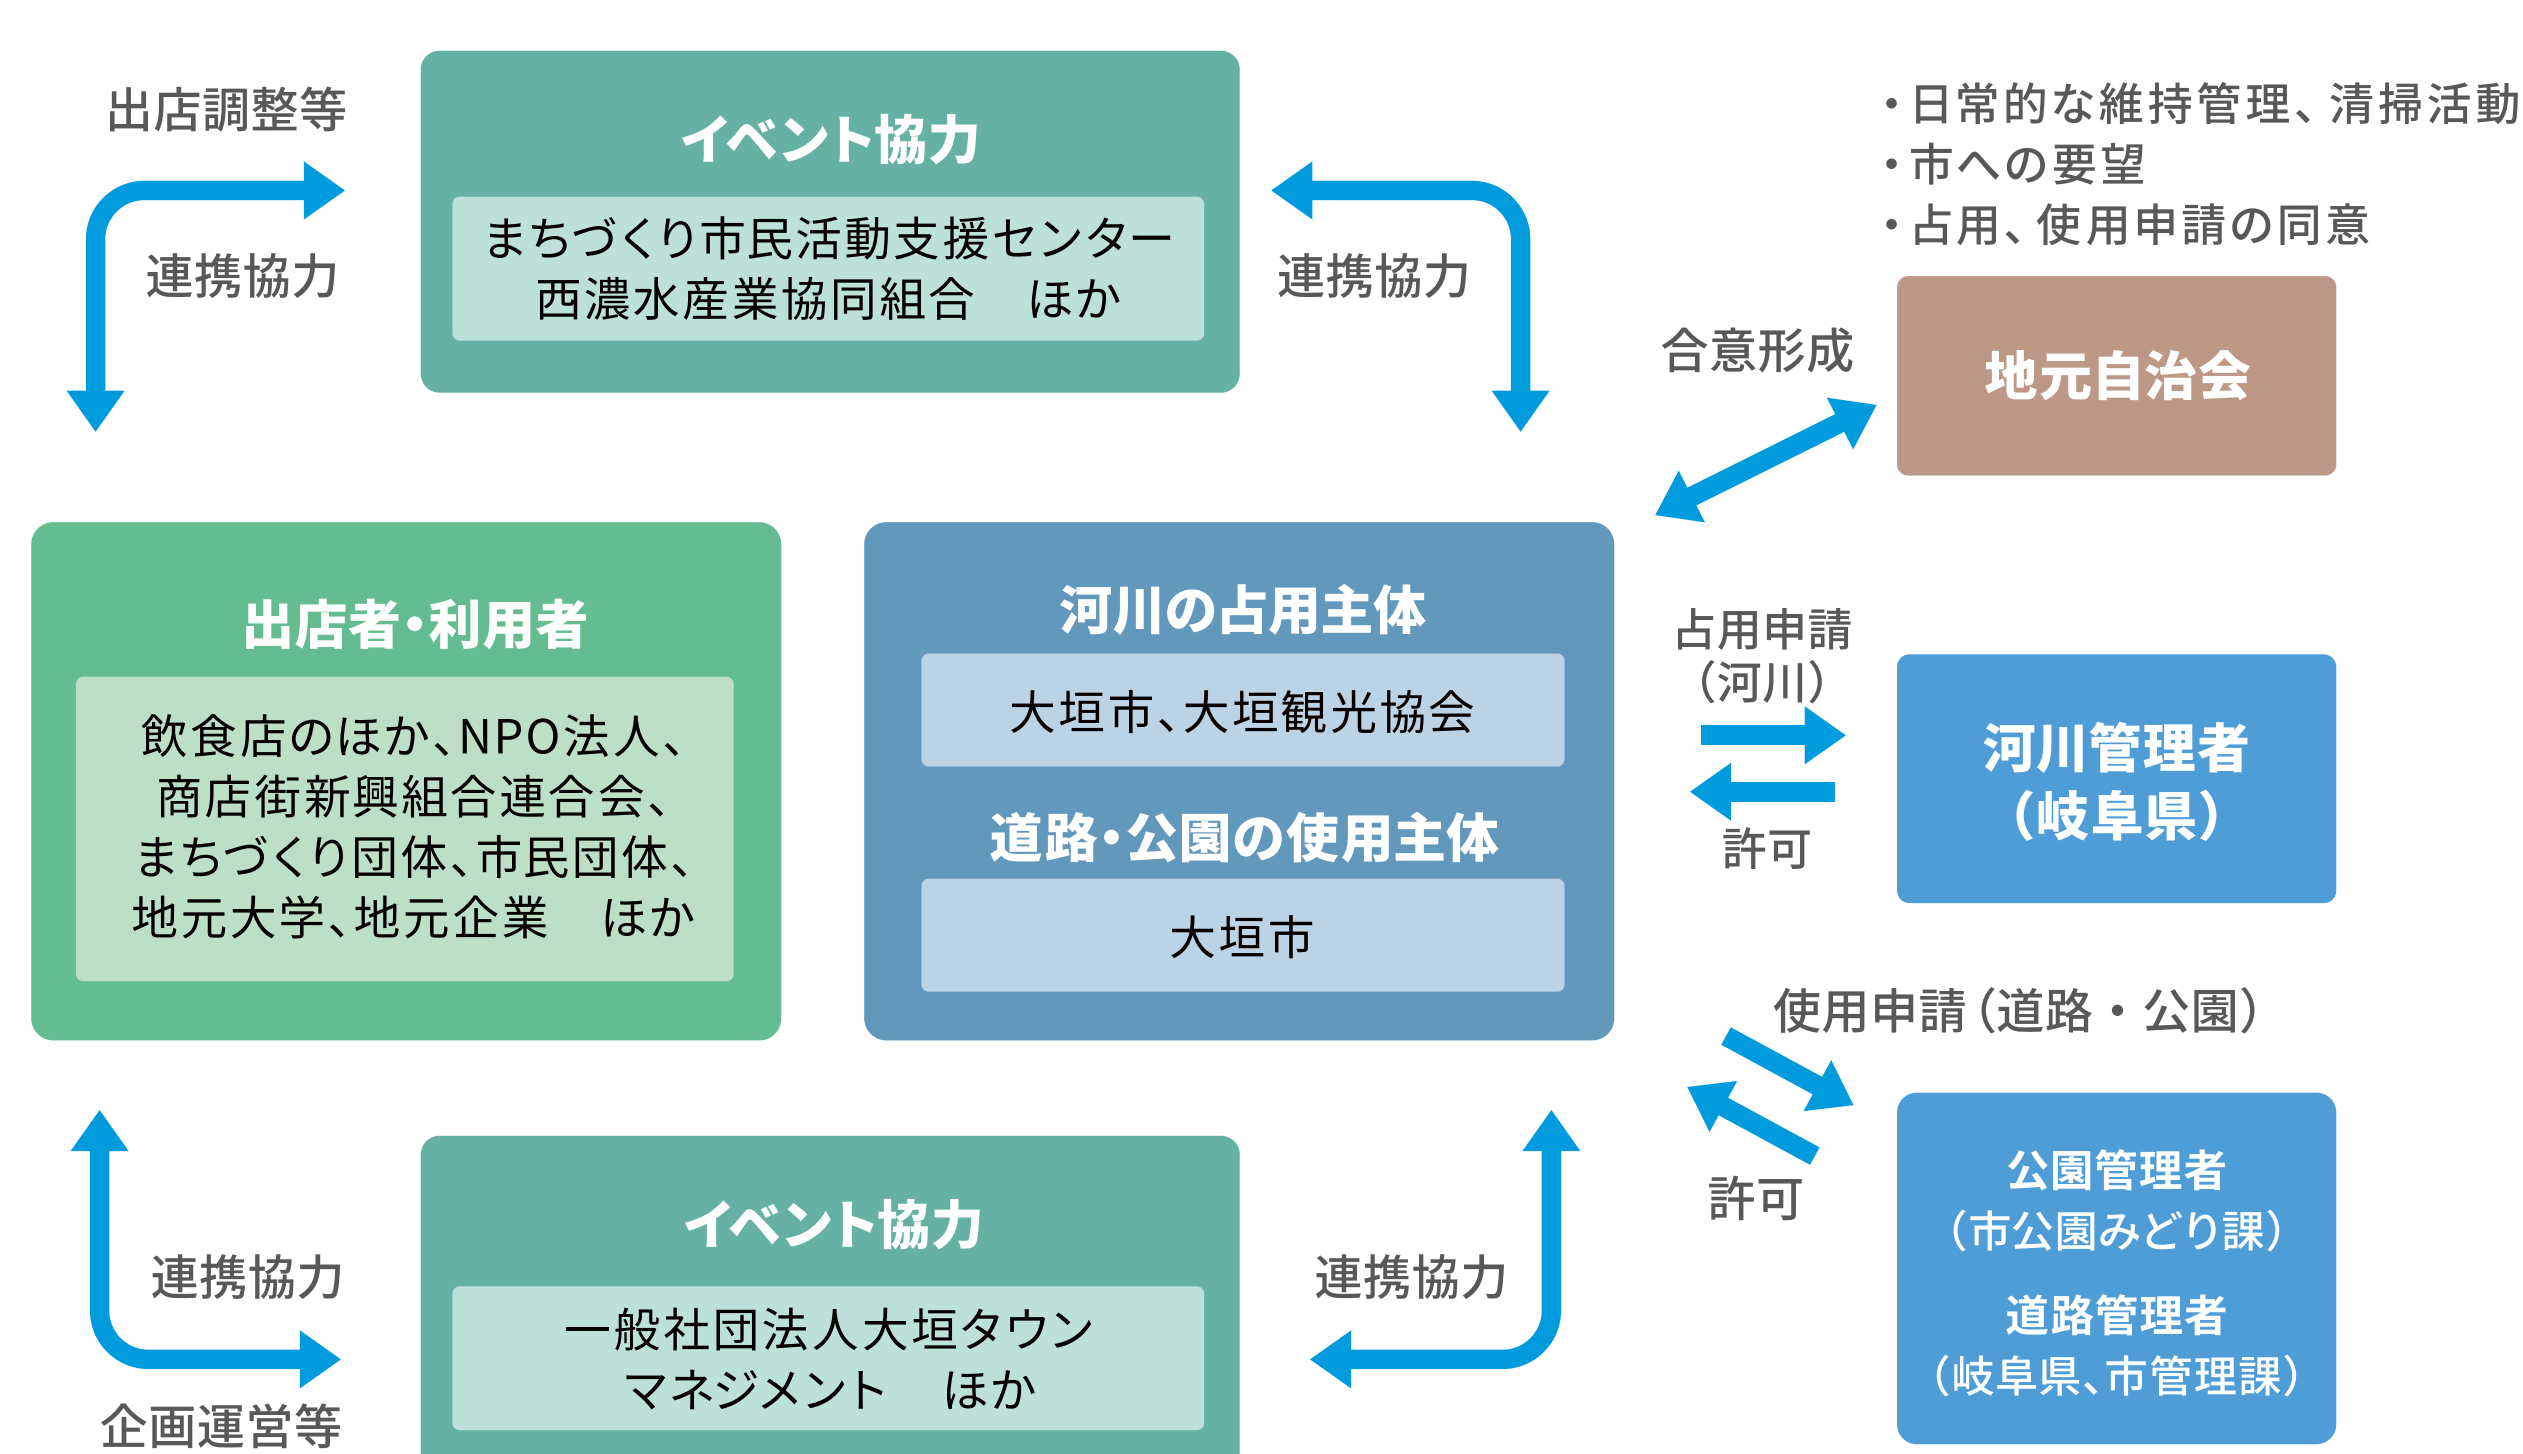 出店調整等
連携協力
イベント協力
まちづくり市民活動支援センター
西濃水産業協同組合　ほか
連携協力
・日常的な維持管理、清掃活動
・市への要望
・占用、使用申請の同意
合意形成
地元自治会
出店者・利用者
飲食店のほか、NPO法人、
商店街新興組合連合会、
まちづくり団体、市民団体、
地元大学、地元企業　ほか
河川の占用主体
大垣市、大垣観光協会
道路・公園の使用主体
大垣市
占用申請
（河川）
許可
河川管理者
（岐阜県）
使用申請（道路・公園）
許可
公園管理者
（市公園みどり課）
道路管理者
（岐阜県、市管理課）
連携協力
企画運営等
イベント協力
一般社団法人大垣タウン
マネジメント　ほか
連携協力